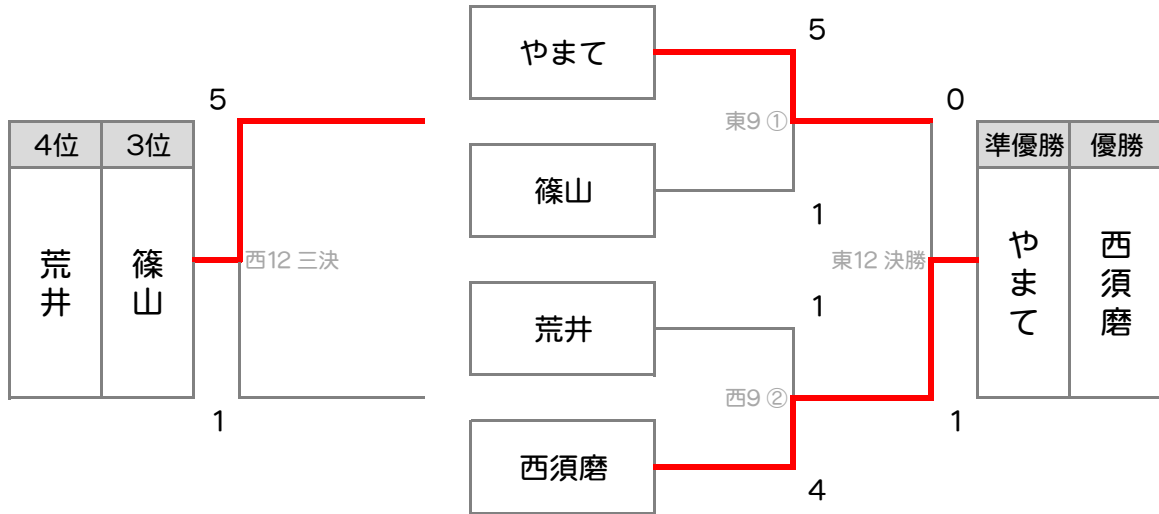 5
4位 3位
荒井
篠山
西12 三決
1
やまて
篠山
荒井
西須磨
5
東9 ①
1
1
西9 ②
4
0
東12 決勝
1
準優勝 優勝
やまて
西須磨